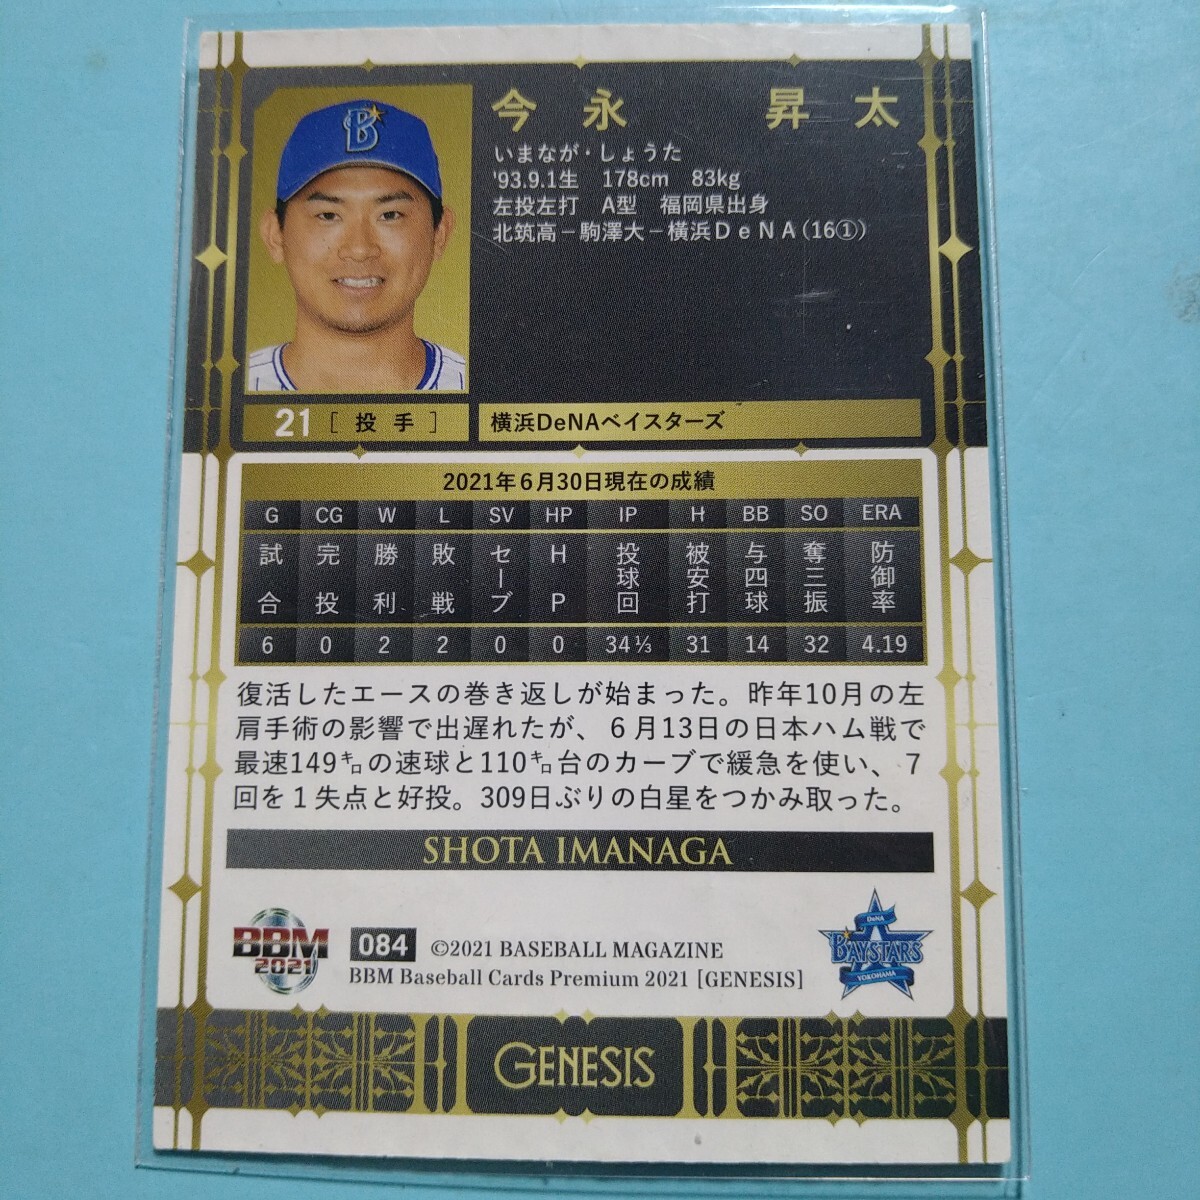 B
今永 昇太
いまなが・しょうた
'93.9.1生 178cm 83kg
左投左打 A型 福岡県出身
北筑高－駒澤大－横浜DeNA(16①)
21 [投手]
横浜DeNAベイスターズ
2021年6月30日現在の成績
G CG W L SV HP IP H BB SO ERA
試合 完投 勝利 敗戦 セーブ HP 投球回 被安打 与四球 奪三振 防御率
6 0 2 2 0 0 34⅓ 31 14 32 4.19
復活したエースの巻き返しが始まった。昨年10月の左
肩手術の影響で出遅れたが、6月13日の日本ハム戦で
最速149㌔の速球と110㌔台のカーブで緩急を使い、7
回を1失点と好投。309日ぶりの白星をつかみ取った。
SHOTA IMANAGA
BBM
2021
084
©2021 BASEBALL MAGAZINE
BBM Baseball Cards Premium 2021 [GENESIS]
DeNA
BAYSTARS
YOKOHAMA
GENESIS